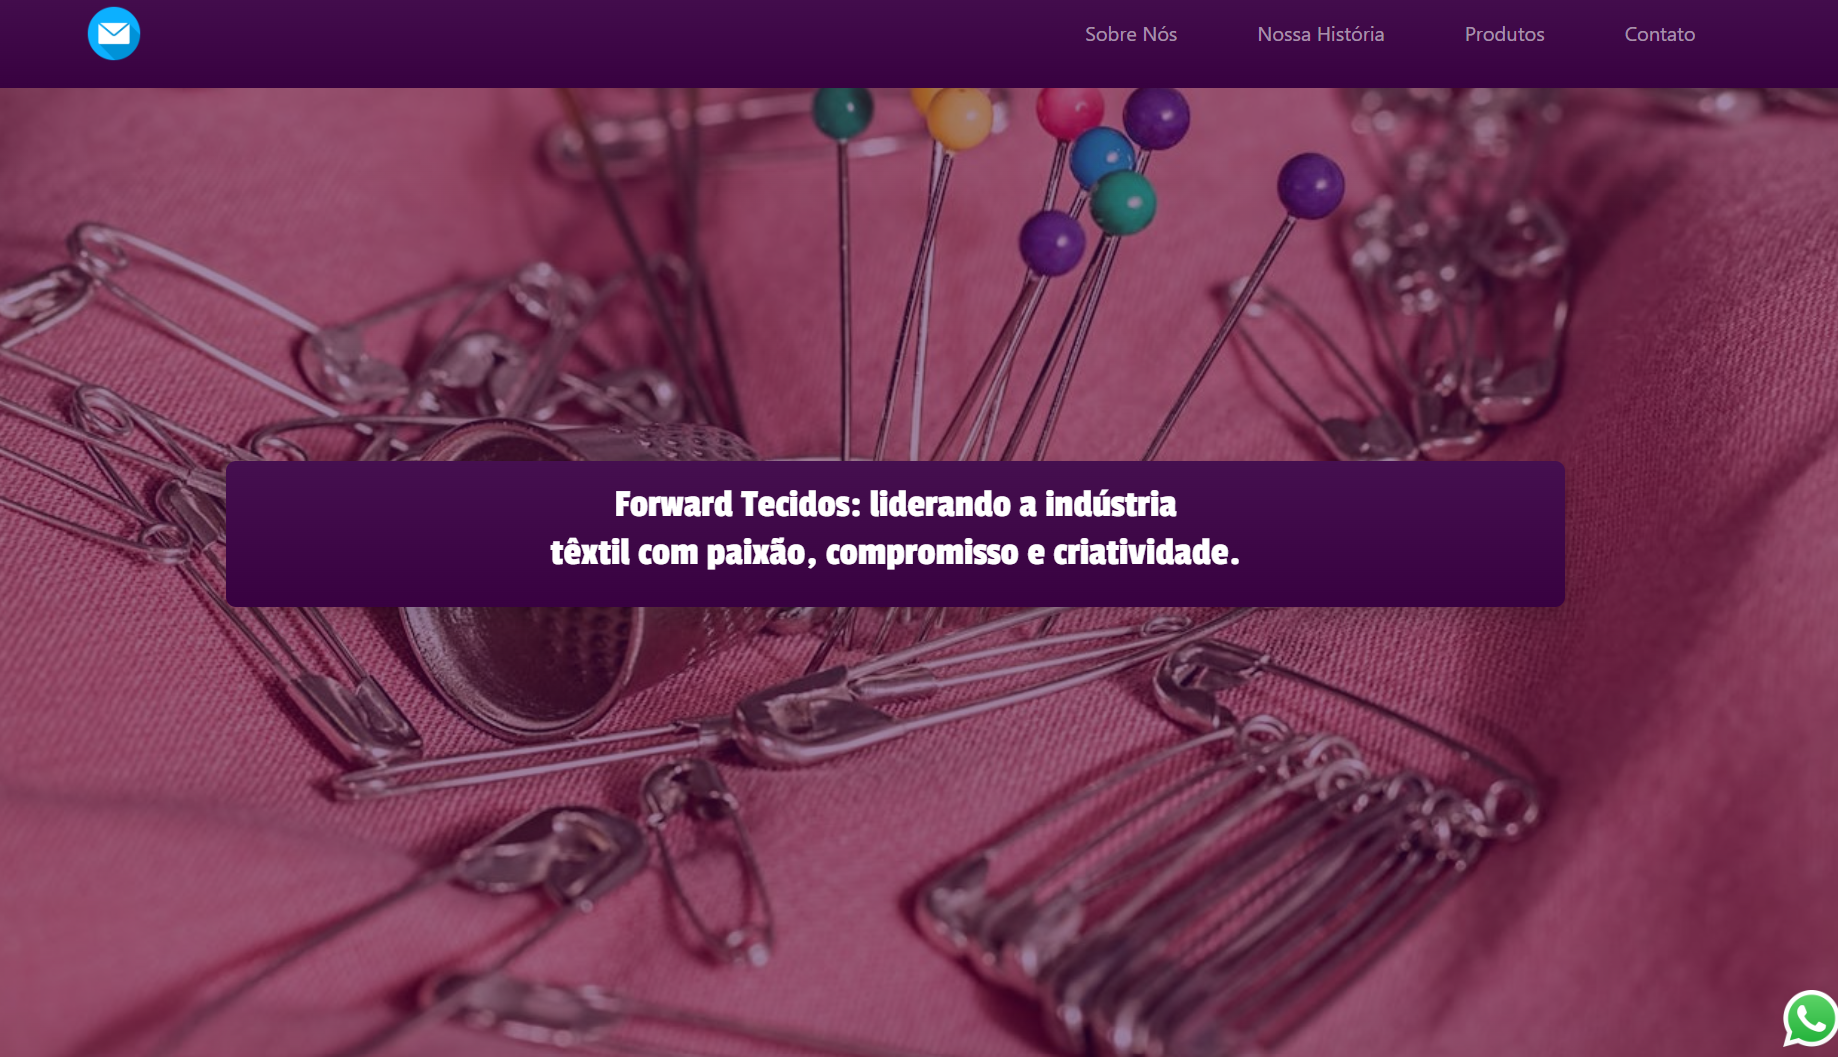 Sobre Nós
Nossa História
Produtos
Contato
Forward Tecidos: liderando a indústria
têxtil com paixão, compromisso e criatividade.